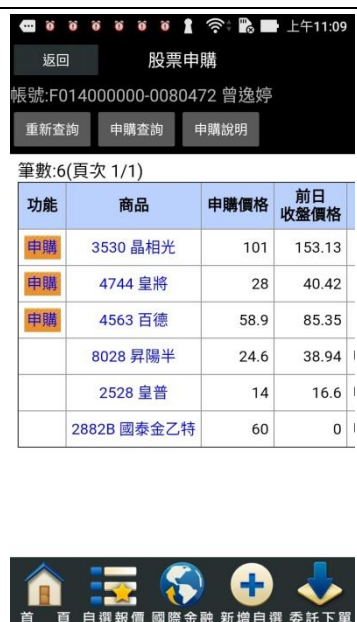 上午11:09
返回 股票申購
帳號:F014000000-0080472 曾逸婷
重新查詢 申購查詢 申購說明
筆數:6(頁次 1/1)
功能 商品 申購價格 前日
收盤價格
申購 3530 晶相光 101 153.13
申購 4744 皇將 28 40.42
申購 4563 百德 58.9 85.35
8028 昇陽半 24.6 38.94
2528 皇普 14 16.6
2882B 國泰金乙特 60 0
首 頁 自選報價 國際金融 新增自選 委託下單